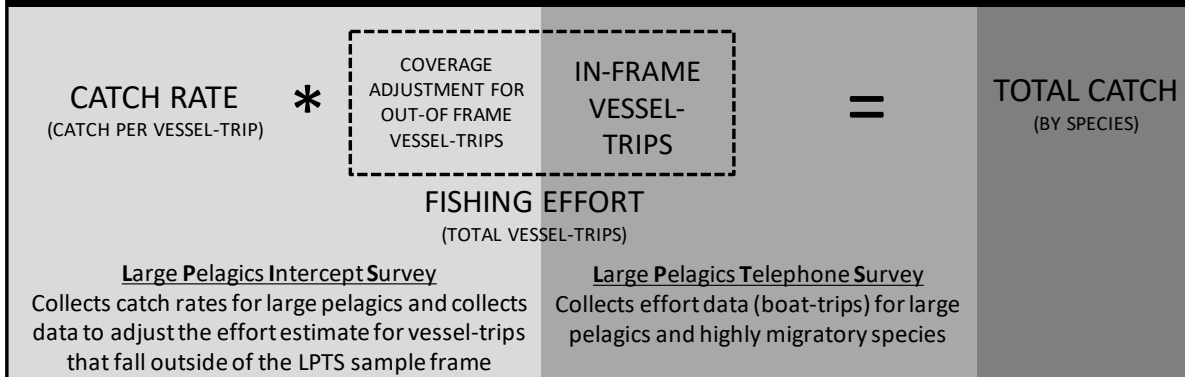 CATCH RATE
(CATCH PER VESSEL-TRIP)
*
COVERAGE
ADJUSTMENT FOR
OUT-OF FRAME
VESSEL-TRIPS
IN-FRAME
VESSEL-
TRIPS
=
TOTAL CATCH
(BY SPECIES)
FISHING EFFORT
(TOTAL VESSEL-TRIPS)
Large Pelagics Intercept Survey
Collects catch rates for large pelagics and collects
data to adjust the effort estimate for vessel-trips
that fall outside of the LPTS sample frame
Large Pelagics Telephone Survey
Collects effort data (boat-trips) for large
pelagics and highly migratory species